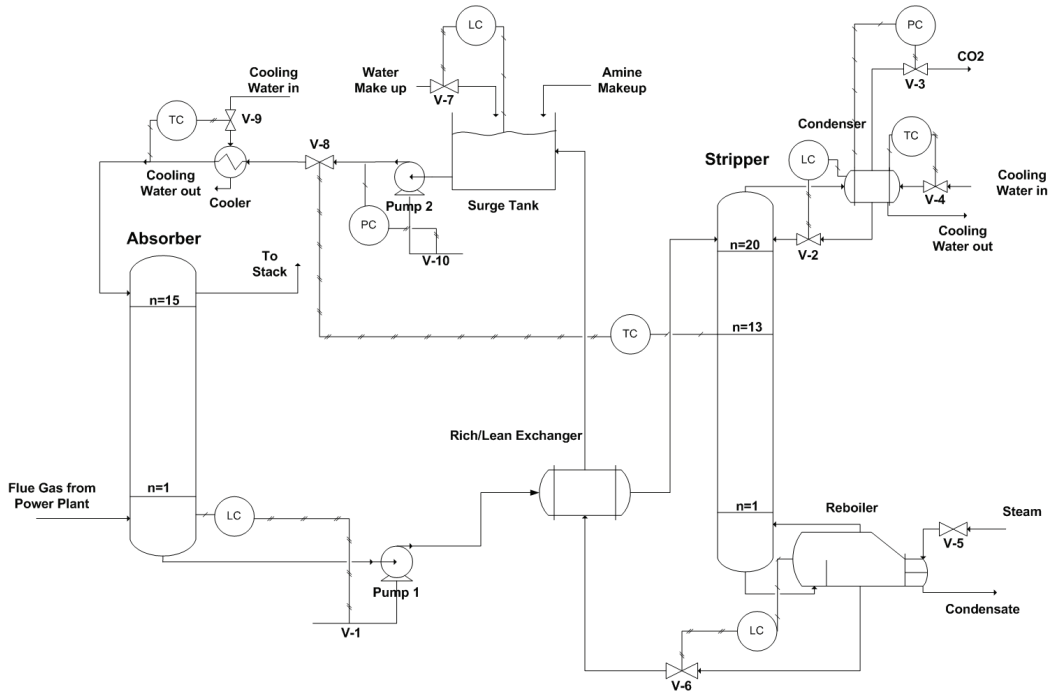 LC
PC
Cooling
Water in
Water
Make up
Amine
Makeup
CO2
V-3
V-7
TC
V-9
Condenser
TC
V-8
LC
Stripper
Cooling
Water out
Cooler
Pump 2
Surge Tank
V-4
Cooling
Water in
PC
Absorber
To
Stack
V-10
n=20
V-2
Cooling
Water out
n=15
TC
n=13
Rich/Lean Exchanger
Flue Gas from
Power Plant
n=1
LC
n=1
Reboiler
Steam
V-5
Pump 1
Condensate
V-1
LC
V-6